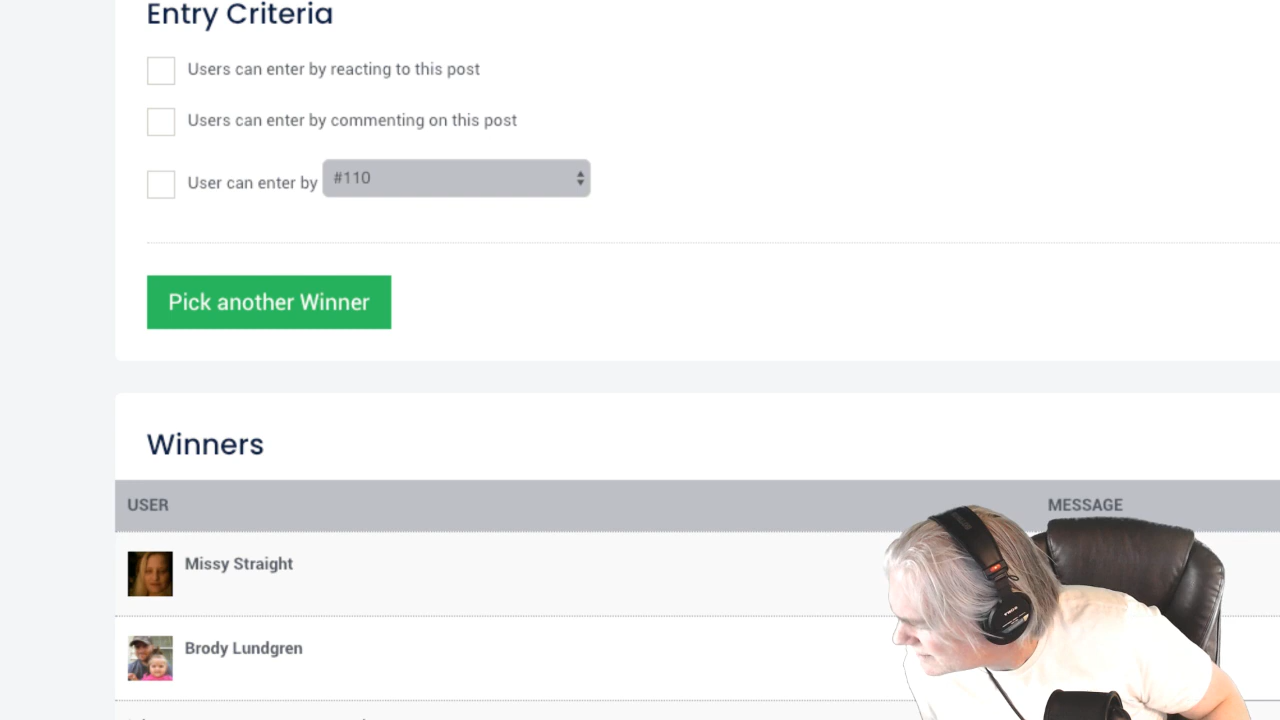 Entry Criteria
Users can enter by reacting to this post
Users can enter by commenting on this post
User can enter by #110
Pick another Winner
Winners
USER MESSAGE
Missy Straight
Brody Lundgren